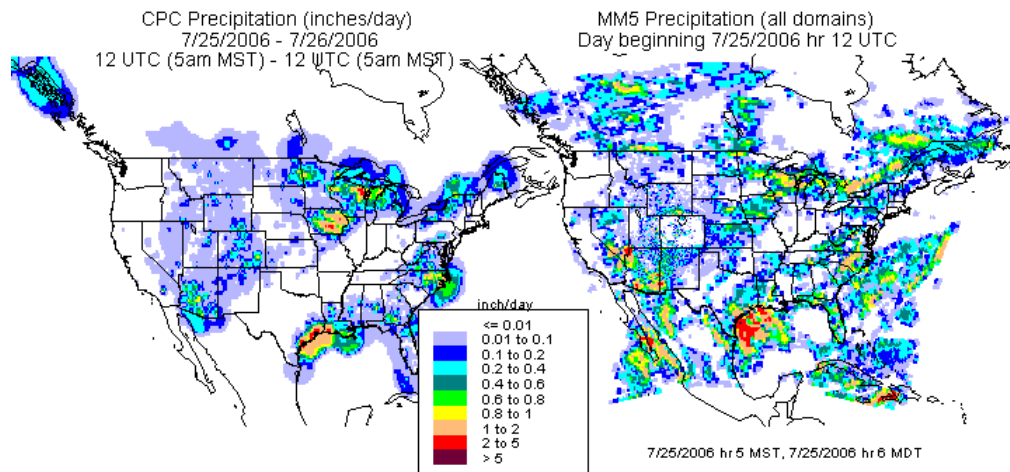 CPC Precipitation (inches/day)
7/25/2006 - 7/26/2006
12 UTC (5am MST) - 12 UTC (5am MST)
MM5 Precipitation (all domains)
Day beginning 7/25/2006 hr 12 UTC
inch/day
<= 0.01
0.01 to 0.1
0.1 to 0.2
0.2 to 0.4
0.4 to 0.6
0.6 to 0.8
0.8 to 1
1 to 2
2 to 5
> 5
7/25/2006 hr 5 MST, 7/25/2006 hr 6 MDT